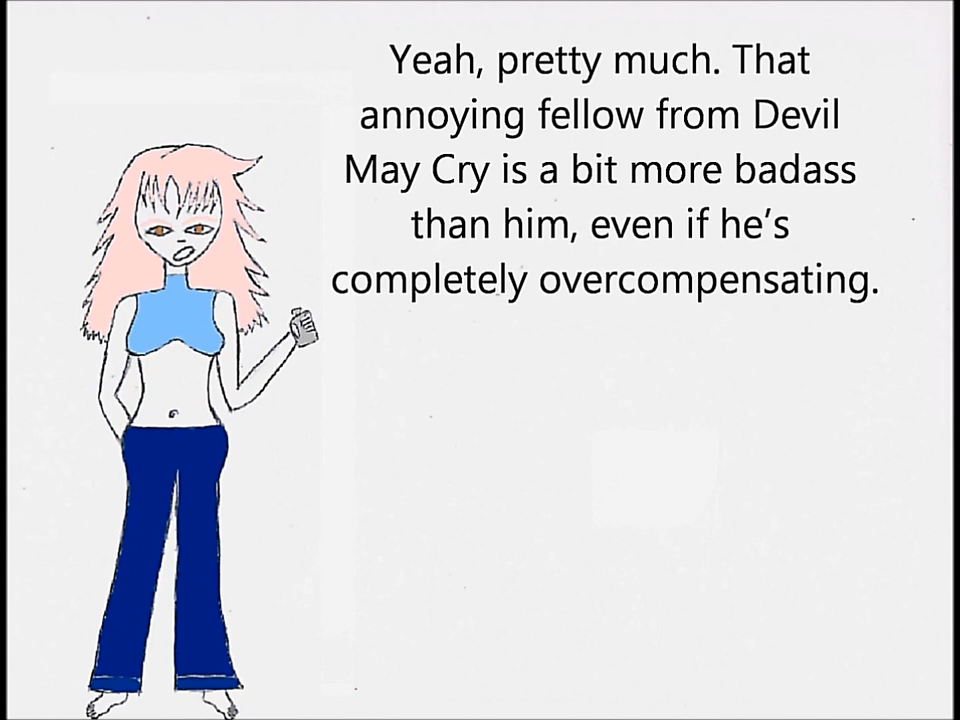 Yeah, pretty much. That
annoying fellow from Devil
May Cry is a bit more badass
than him, even if he’s
completely overcompensating.